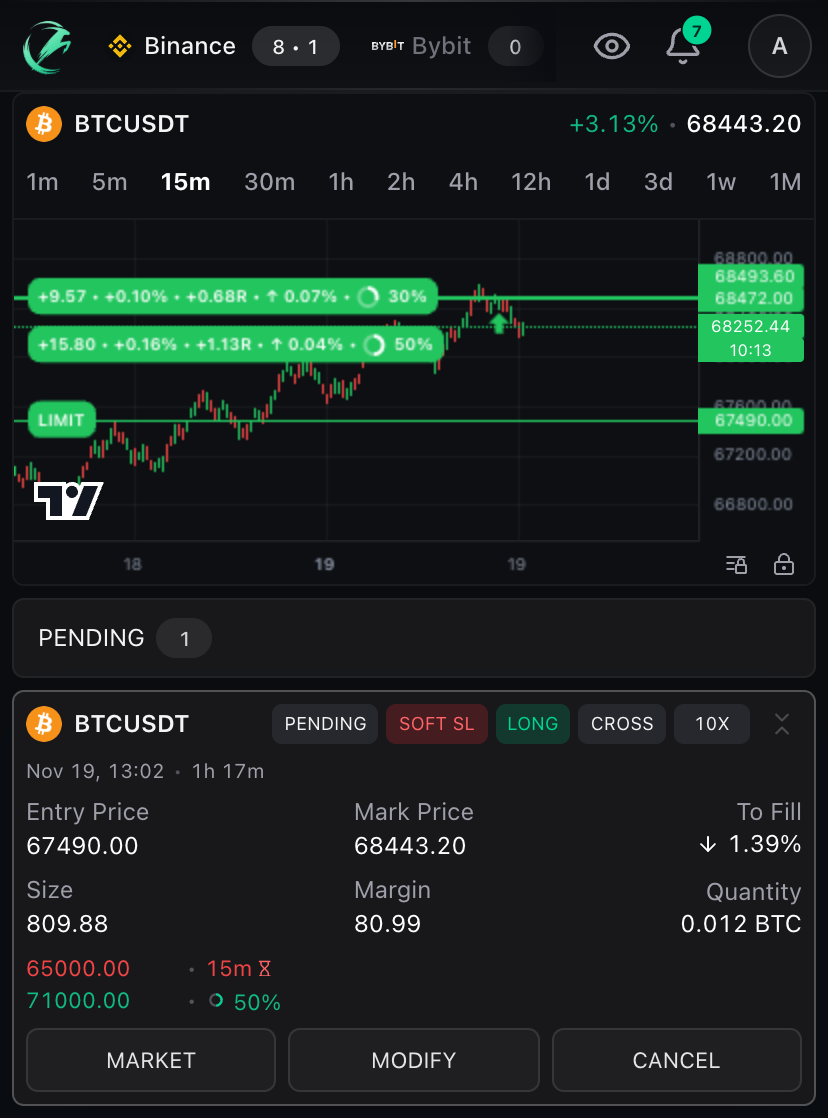 Binance 8 • 1 BYBIT Bybit 0 7 A
BTCUSDT +3.13% • 68443.20
1m 5m 15m 30m 1h 2h 4h 12h 1d 3d 1w 1M
68800.00
68493.60
+9.57 • +0.10% • +0.68R • ↑ 0.07% • 30% 68472.00
68252.44
+15.80 • +0.16% • +1.13R • ↑ 0.04% • 50% 10:13
67600.00
LIMIT 67490.00
67200.00
66800.00
18 19 19
PENDING 1
BTCUSDT PENDING SOFT SL LONG CROSS 10X
Nov 19, 13:02 • 1h 17m
Entry Price Mark Price To Fill
67490.00 68443.20 ↓ 1.39%
Size Margin Quantity
809.88 80.99 0.012 BTC
65000.00 • 15m
71000.00 • 50%
MARKET MODIFY CANCEL